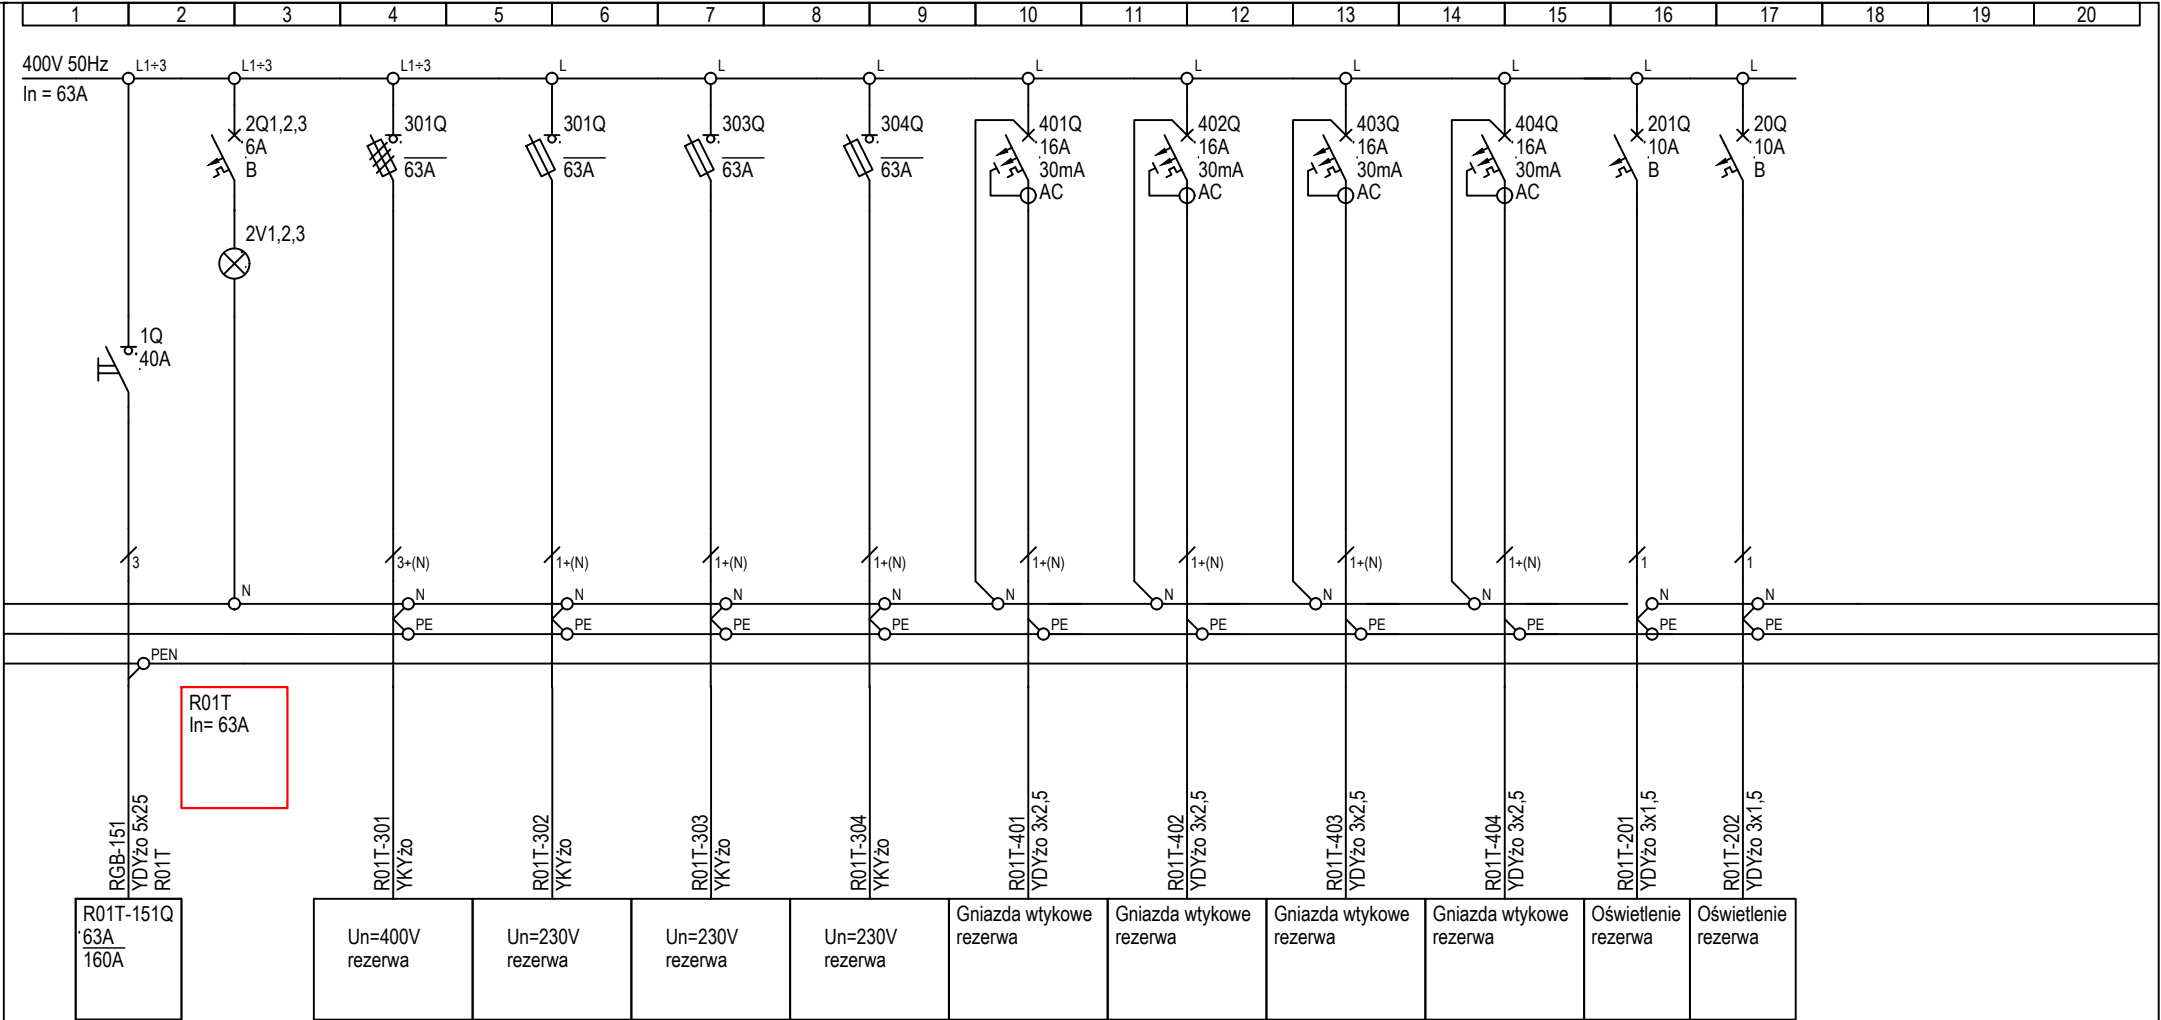 1 2 3 4 5 6 7 8 9 10 11 12 13 14 15 16 17 18 19 20
400V 50Hz
In = 63A
L1÷3 L1÷3 L1÷3 L L L L L L L L L
2Q1,2,3
6A
B
2V1,2,3
1Q
40A
301Q
63A
301Q
63A
303Q
63A
304Q
63A
401Q
16A
30mA
AC
402Q
16A
30mA
AC
403Q
16A
30mA
AC
404Q
16A
30mA
AC
201Q
10A
B
20Q
10A
B
3 3+(N) 1+(N) 1+(N) 1+(N) 1+(N) 1+(N) 1+(N) 1+(N) 1 1
N N N N N N N N N N N
PE PE PE PE PE PE PE PE PE PE
PEN
R01T
In= 63A
RGB-151
YDYżo 5x25
R01T
R01T-301
YKYżo
R01T-302
YKYżo
R01T-303
YKYżo
R01T-304
YKYżo
R01T-401
YDYżo 3x2,5
R01T-402
YDYżo 3x2,5
R01T-403
YDYżo 3x2,5
R01T-404
YDYżo 3x2,5
R01T-201
YDYżo 3x1,5
R01T-202
YDYżo 3x1,5
R01T-151Q
63A
160A
Un=400V
rezerwa
Un=230V
rezerwa
Un=230V
rezerwa
Un=230V
rezerwa
Gniazda wtykowe
rezerwa
Gniazda wtykowe
rezerwa
Gniazda wtykowe
rezerwa
Gniazda wtykowe
rezerwa
Oświetlenie
rezerwa
Oświetlenie
rezerwa